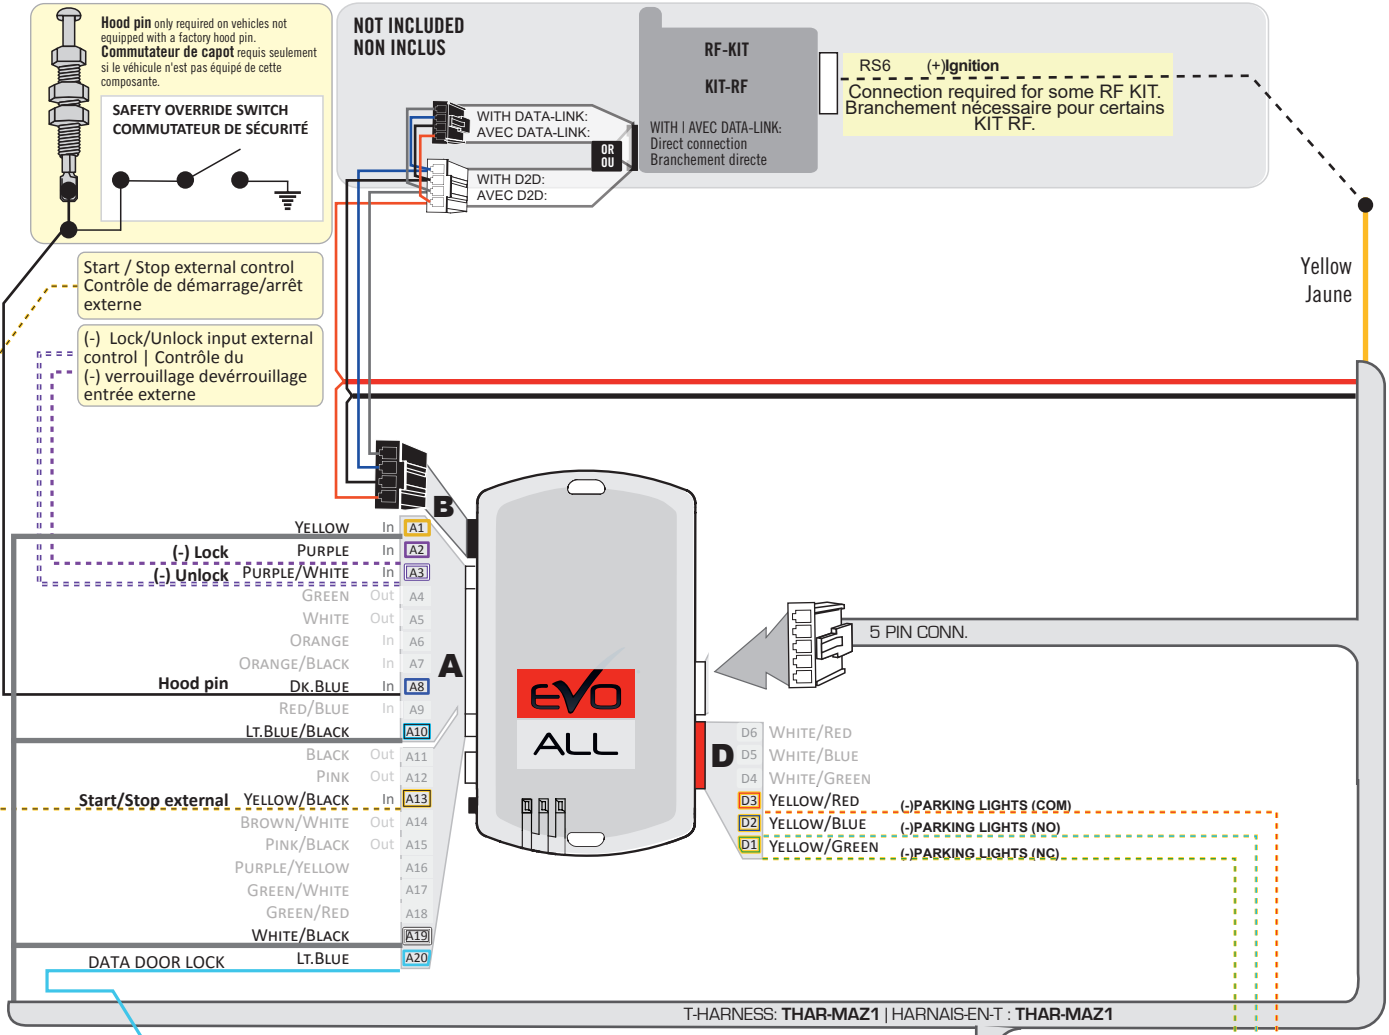 Hood pin only required on vehicles not
equipped with a factory hood pin.
Commutateur de capot requis seulement
si le véhicule n'est pas équipé de cette
composante.
SAFETY OVERRIDE SWITCH
COMMUTATEUR DE SÉCURITÉ
NOT INCLUDED
NON INCLUS
RF-KIT
KIT-RF
WITH | AVEC DATA-LINK:
Direct connection
Branchement directe
WITH DATA-LINK:
AVEC DATA-LINK:
OR
OU
WITH D2D:
AVEC D2D:
RS6 (+)Ignition
Connection required for some RF KIT.
Branchement nécessaire pour certains
KIT RF.
Yellow
Jaune
Start / Stop external control
Contrôle de démarrage/arrêt
externe
(-) Lock/Unlock input external
control | Contrôle du
(-) verrouillage devérrouillage
entrée externe
B
YELLOW In A1
(-) Lock PURPLE In A2
(-) Unlock PURPLE/WHITE In A3
GREEN Out A4
WHITE Out A5
ORANGE In A6
ORANGE/BLACK In A7
Hood pin DK.BLUE In A8
RED/BLUE In A9
LT.BLUE/BLACK A10
BLACK Out A11
PINK Out A12
Start/Stop external YELLOW/BLACK In A13
BROWN/WHITE Out A14
PINK/BLACK Out A15
PURPLE/YELLOW A16
GREEN/WHITE A17
GREEN/RED A18
WHITE/BLACK A19
DATA DOOR LOCK LT.BLUE A20
A
EVO
ALL
5 PIN CONN.
D
D6 WHITE/RED
D5 WHITE/BLUE
D4 WHITE/GREEN
D3 YELLOW/RED (-)PARKING LIGHTS (COM)
D2 YELLOW/BLUE (-)PARKING LIGHTS (NO)
D1 YELLOW/GREEN (-)PARKING LIGHTS (NC)
T-HARNESS: THAR-MAZ1 | HARNAIS-EN-T : THAR-MAZ1